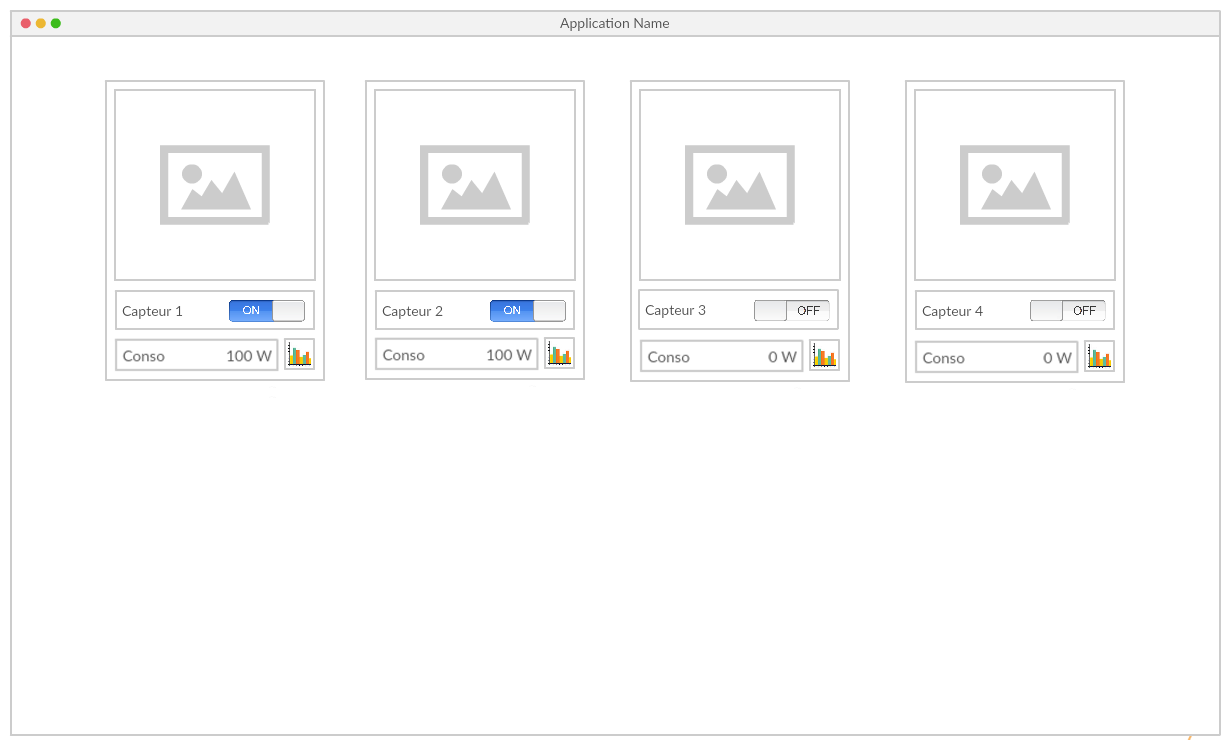 Application Name
Capteur 1 ON
Conso 100 W
Capteur 2 ON
Conso 100 W
Capteur 3 OFF
Conso 0 W
Capteur 4 OFF
Conso 0 W